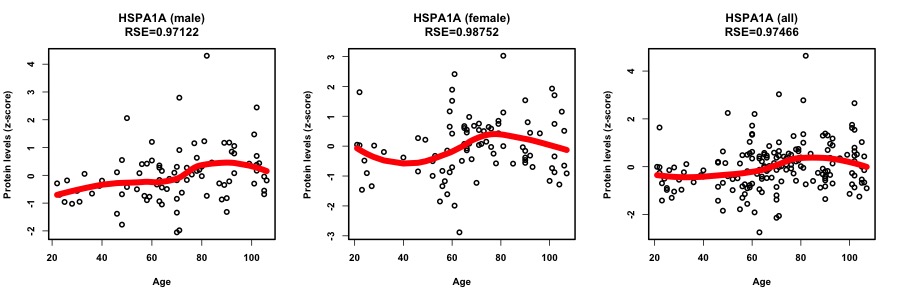 HSPA1A (male)
RSE=0.97122
Protein levels (z-score)
4
3
2
1
0
-1
-2
20 40 60 80 100
Age
HSPA1A (female)
RSE=0.98752
Protein levels (z-score)
3
2
1
0
-1
-2
-3
20 40 60 80 100
Age
HSPA1A (all)
RSE=0.97466
Protein levels (z-score)
4
2
0
-2
20 40 60 80 100
Age